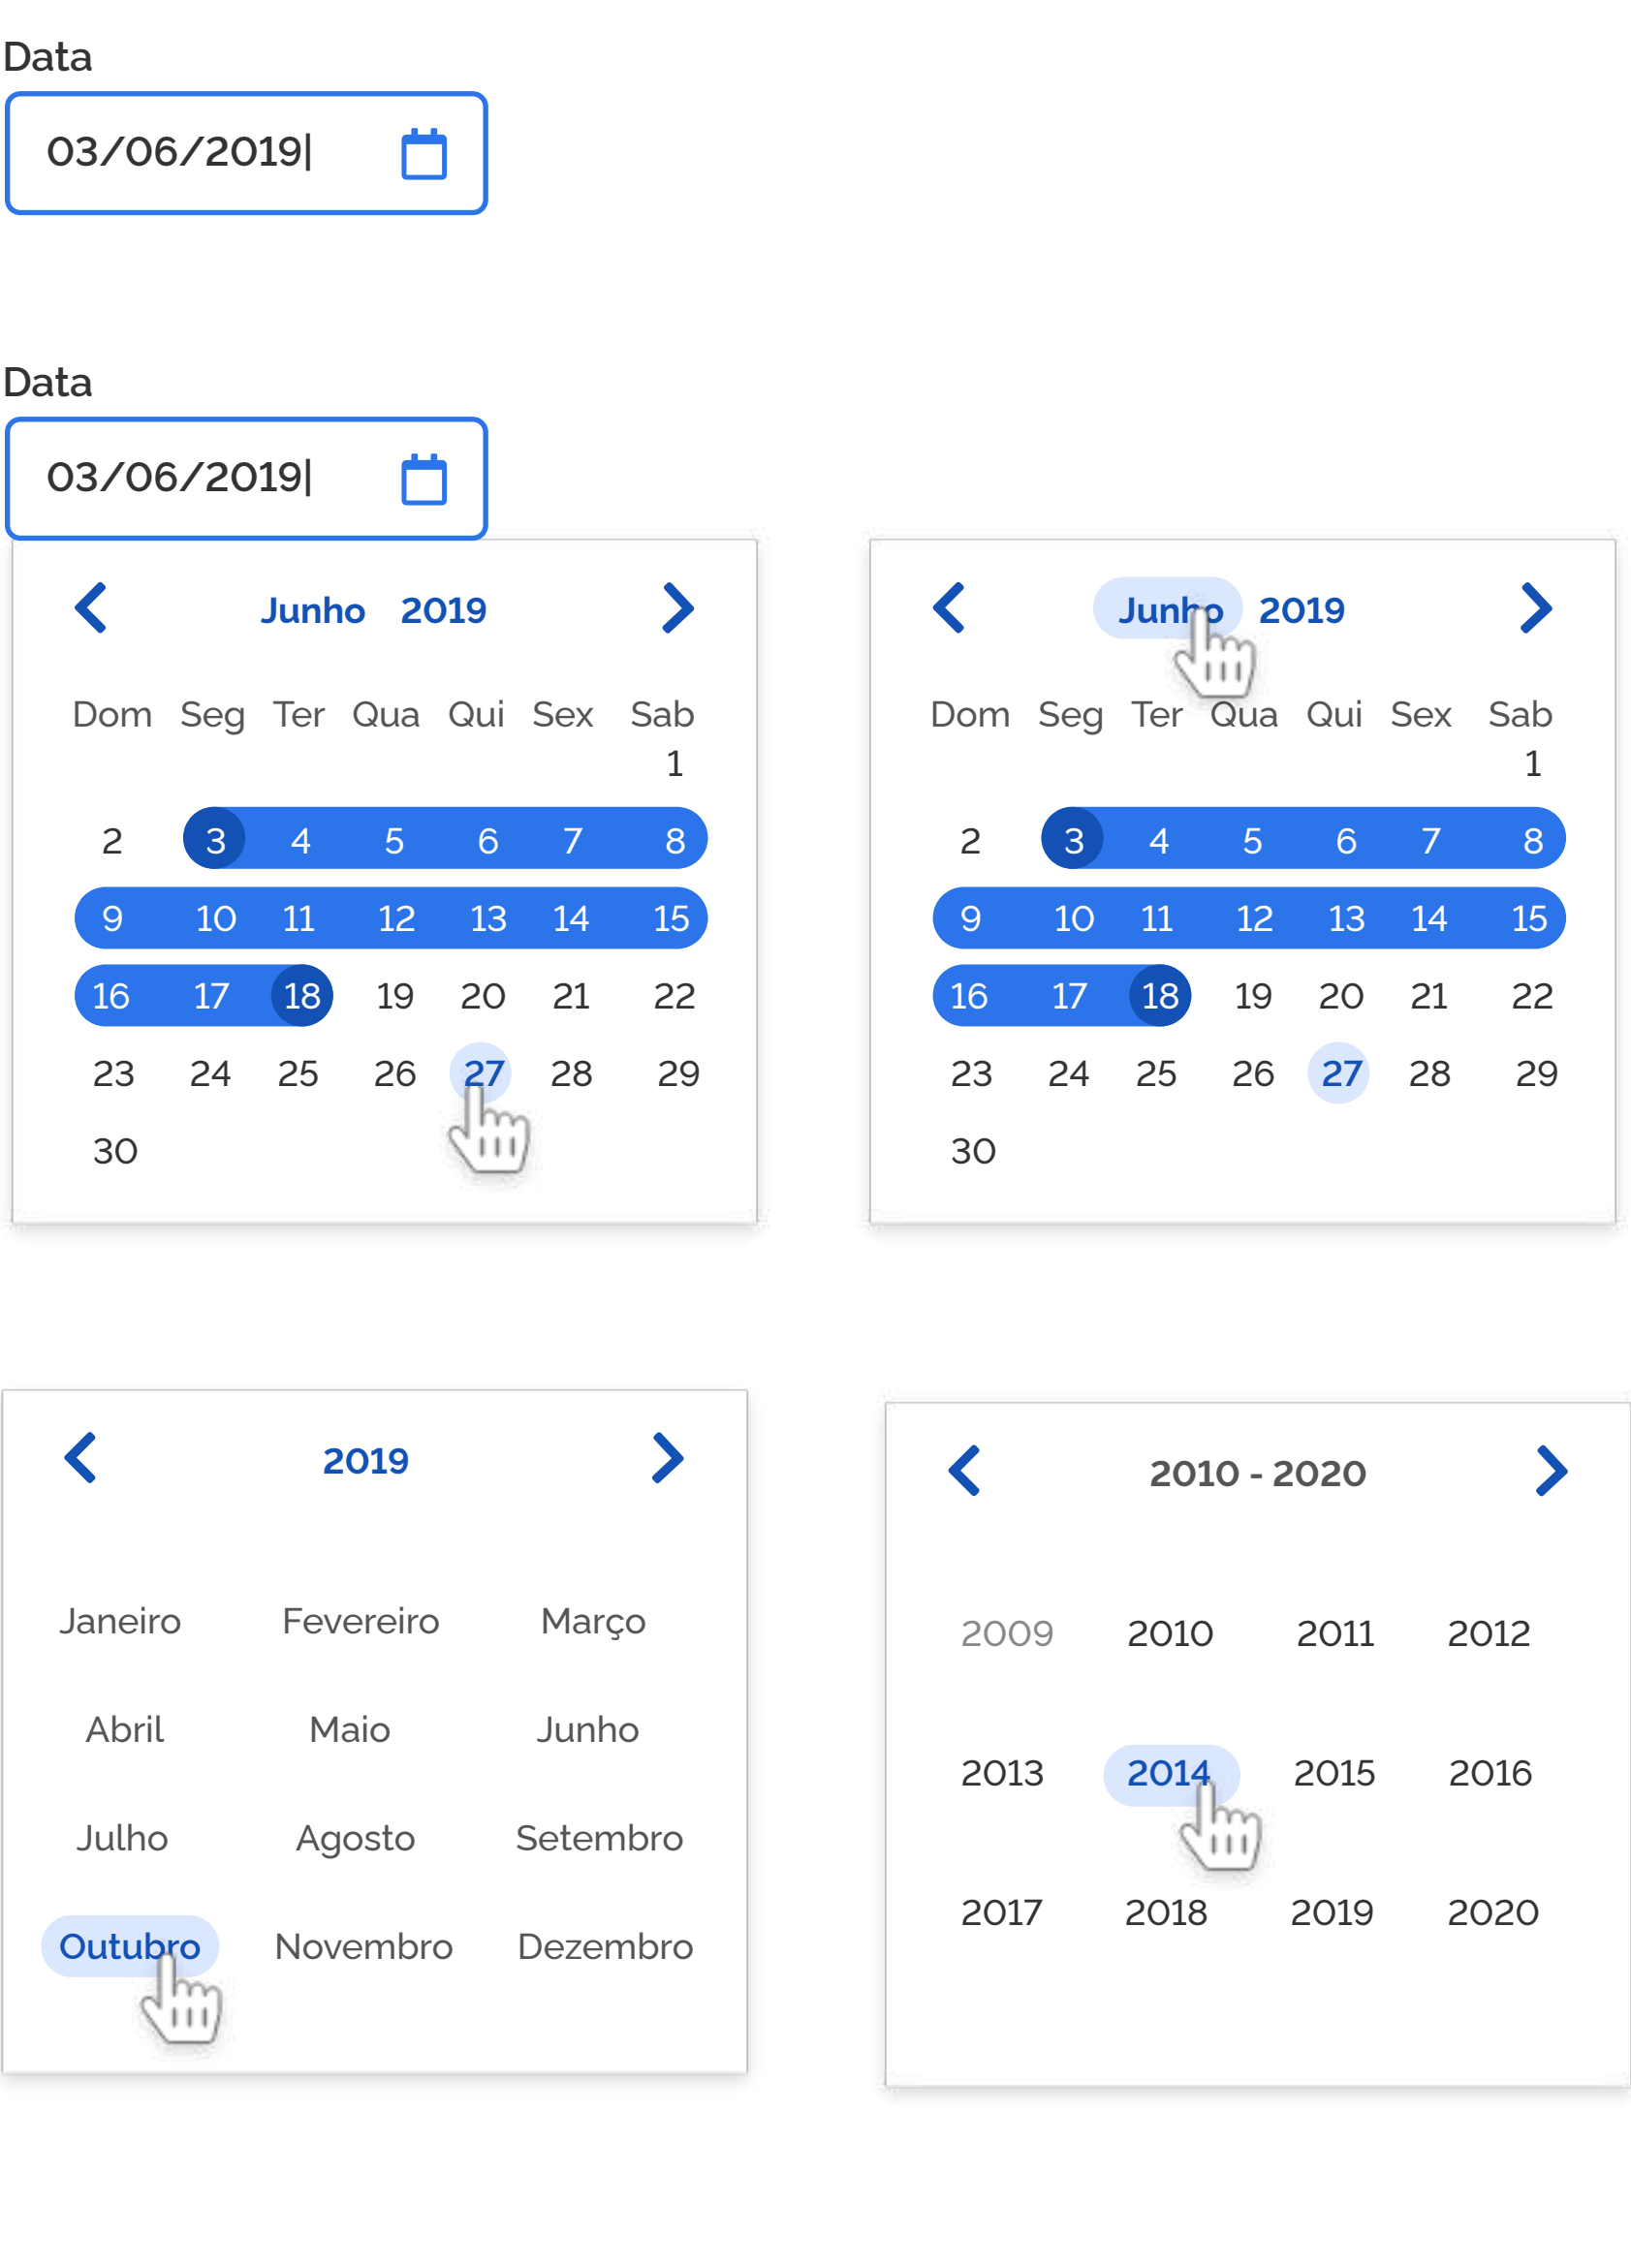 Data
03/06/2019
Data
03/06/2019
Junho 2019
Dom Seg Ter Qua Qui Sex Sab
1
2 3 4 5 6 7 8
9 10 11 12 13 14 15
16 17 18 19 20 21 22
23 24 25 26 27 28 29
30
Junho 2019
Dom Seg Ter Qua Qui Sex Sab
1
2 3 4 5 6 7 8
9 10 11 12 13 14 15
16 17 18 19 20 21 22
23 24 25 26 27 28 29
30
2019
Janeiro Fevereiro Março
Abril Maio Junho
Julho Agosto Setembro
Outubro Novembro Dezembro
2010 - 2020
2009 2010 2011 2012
2013 2014 2015 2016
2017 2018 2019 2020